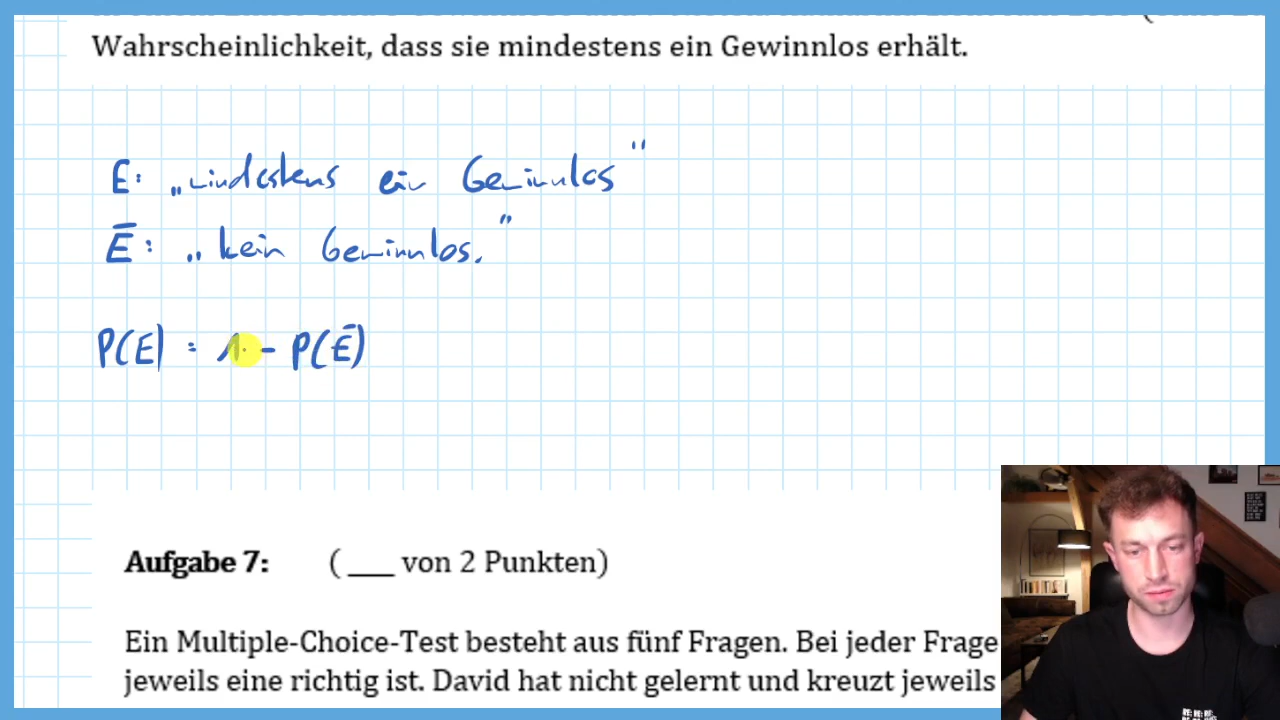 Wahrscheinlichkeit, dass sie mindestens ein Gewinnlos erhält.
E: „mindestens ein Gewinnlos"
Ē: „kein Gewinnlos."
P(E) = 1 - P(Ē)
Aufgabe 7: ( ___ von 2 Punkten)
Ein Multiple-Choice-Test besteht aus fünf Fragen. Bei jeder Frage
jeweils eine richtig ist. David hat nicht gelernt und kreuzt jeweils